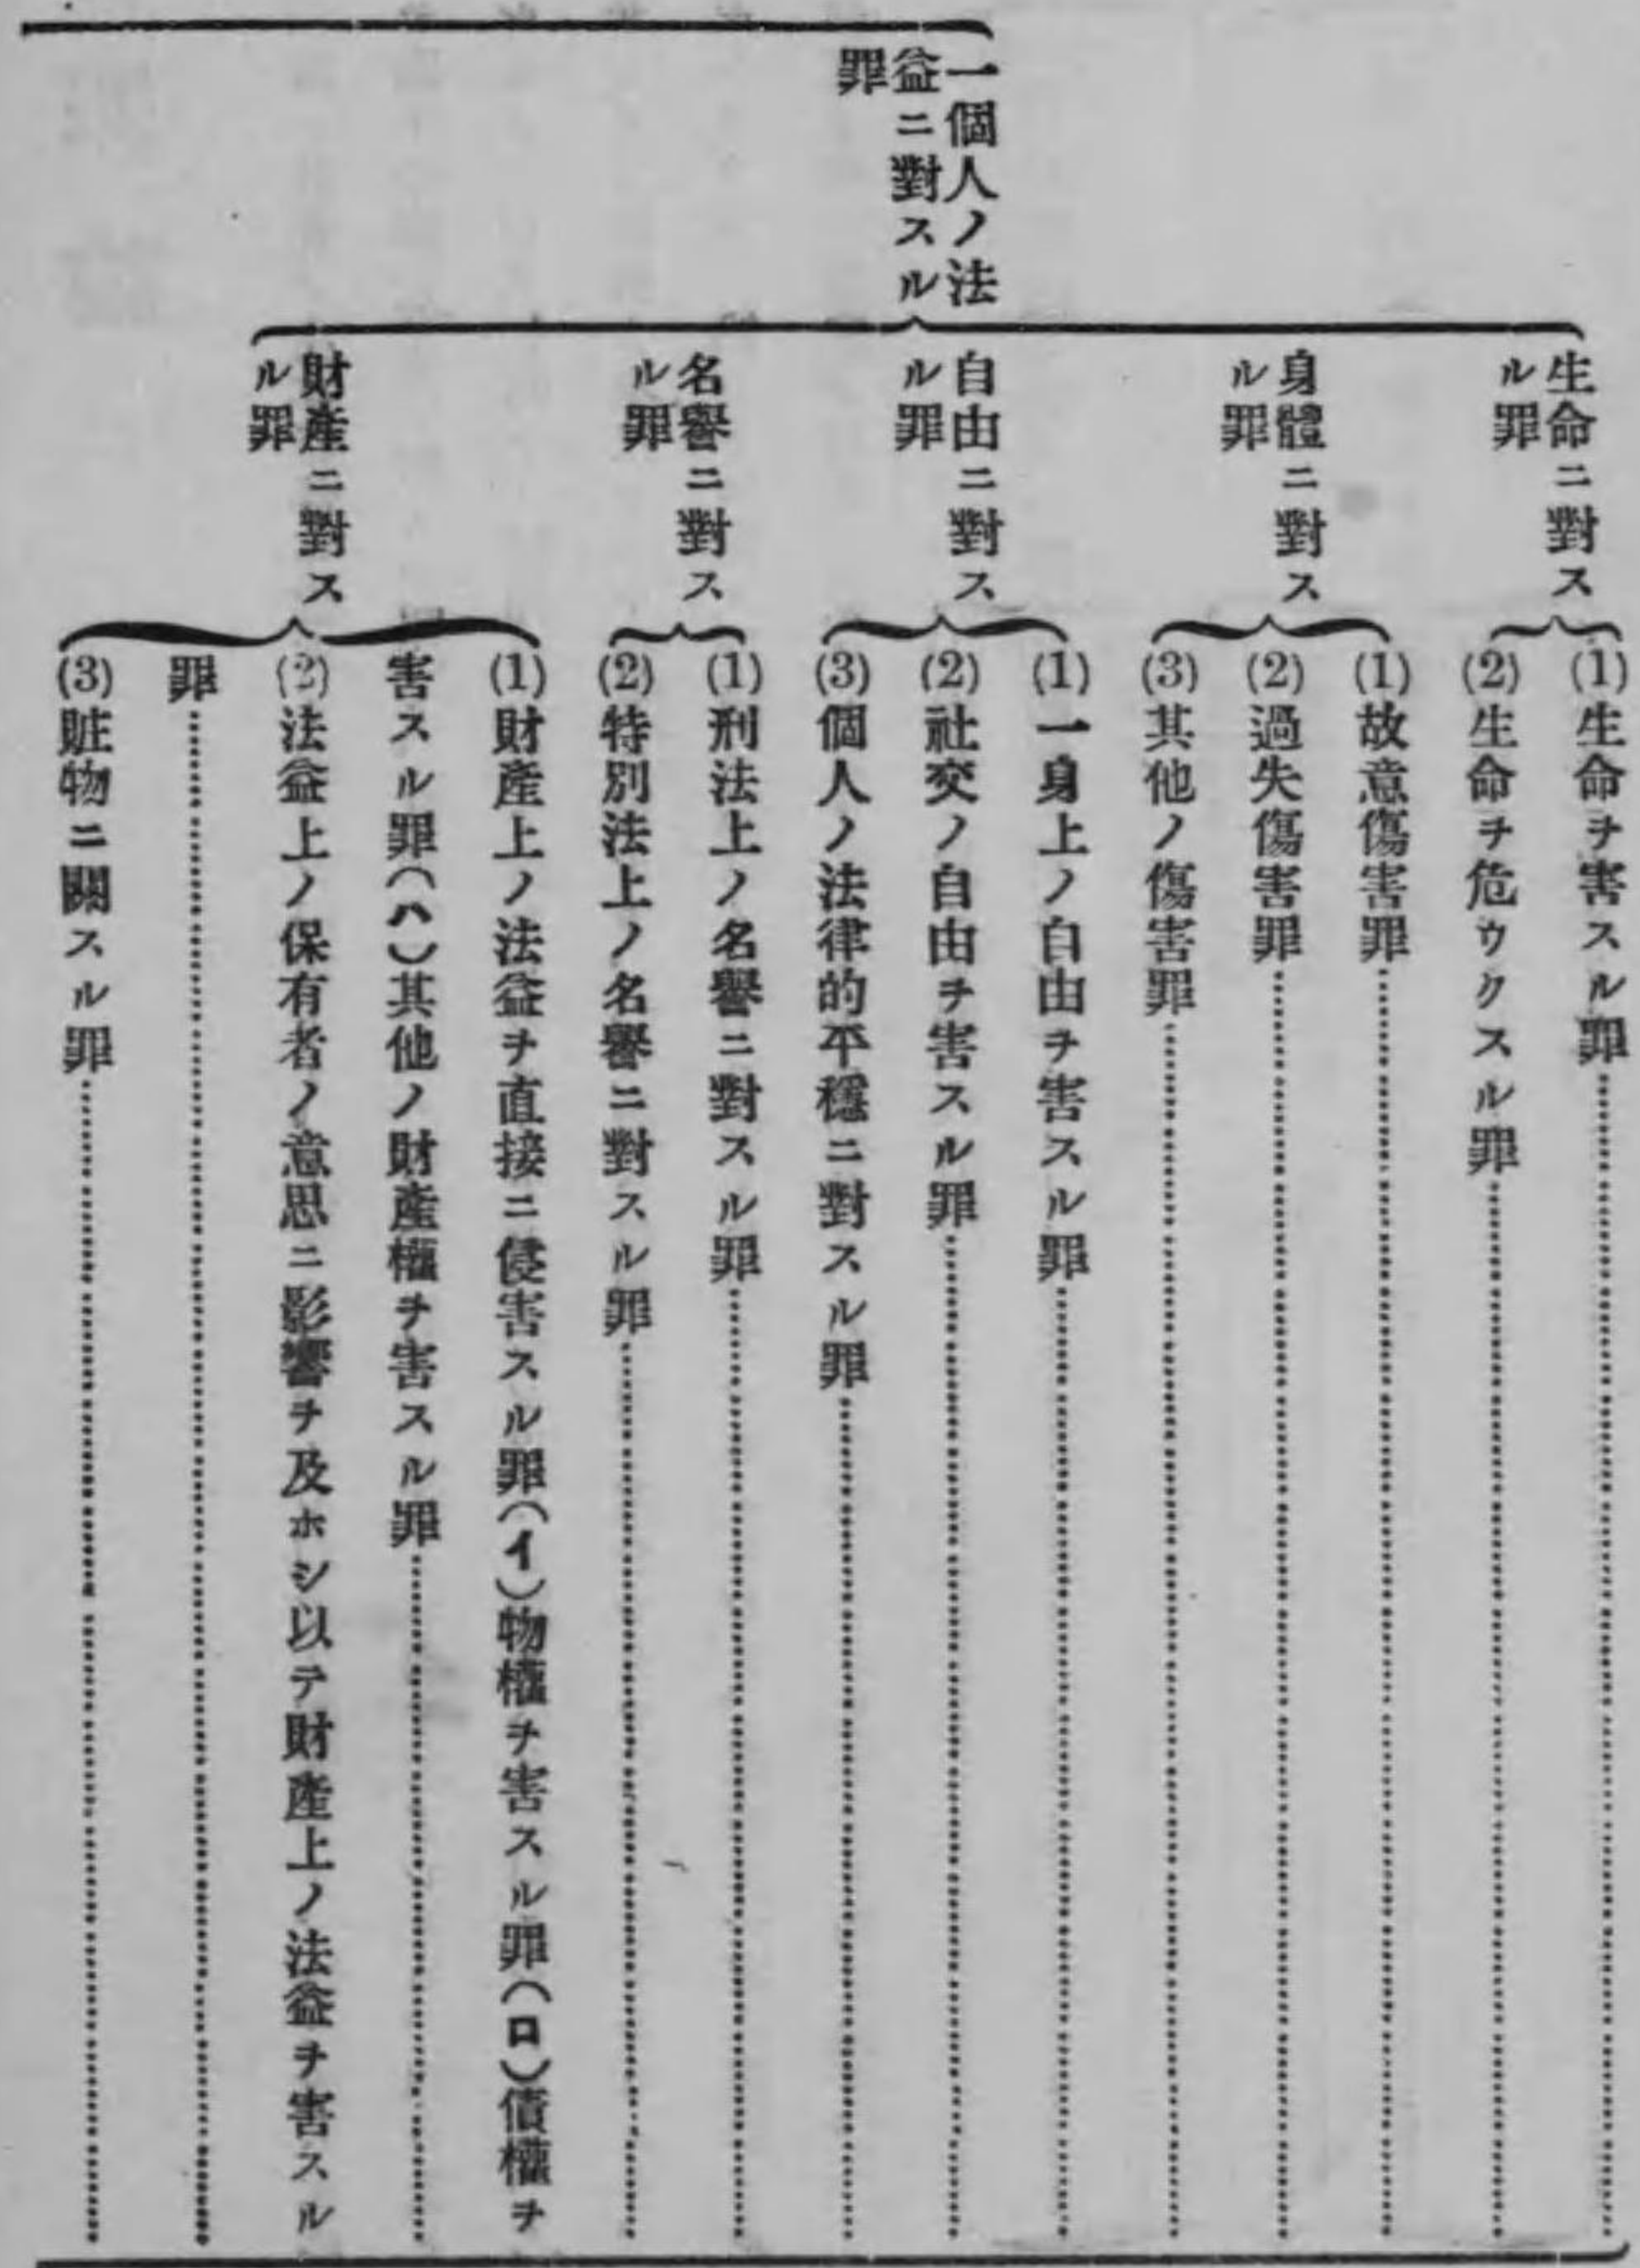 一個人ノ法
益ニ對スル
罪
生命ニ對ス
ル罪
(1)生命ヲ害スル罪
(2)生命ヲ危ウクスル罪
身體ニ對ス
ル罪
(1)故意傷害罪
(2)過失傷害罪
(3)其他ノ傷害罪
自由ニ對ス
ル罪
(1)一身上ノ自由ヲ害スル罪
(2)社交ノ自由ヲ害スル罪
(3)個人ノ法律的平穩ニ對スル罪
名譽ニ對ス
ル罪
(1)刑法上ノ名譽ニ對スル罪
(2)特別法上ノ名譽ニ對スル罪
財產ニ對ス
ル罪
(1)財產上ノ法益ヲ直接ニ侵害スル罪(イ)物權ヲ害スル罪(ロ)債權ヲ
害スル罪(ハ)其他ノ財產權ヲ害スル罪
(2)法益上ノ保有者ノ意思ニ影響ヲ及ホシ以テ財產上ノ法益ヲ害スル
罪
(3)賍物ニ關スル罪